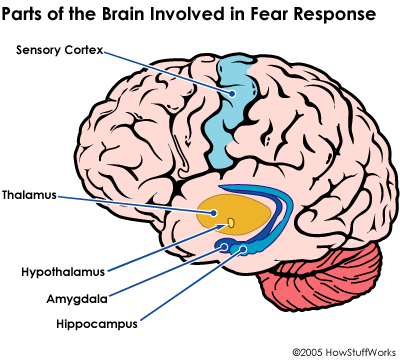 Parts of the Brain Involved in Fear Response
Sensory Cortex
Thalamus
Hypothalamus
Amygdala
Hippocampus
©2005 HowStuffWorks